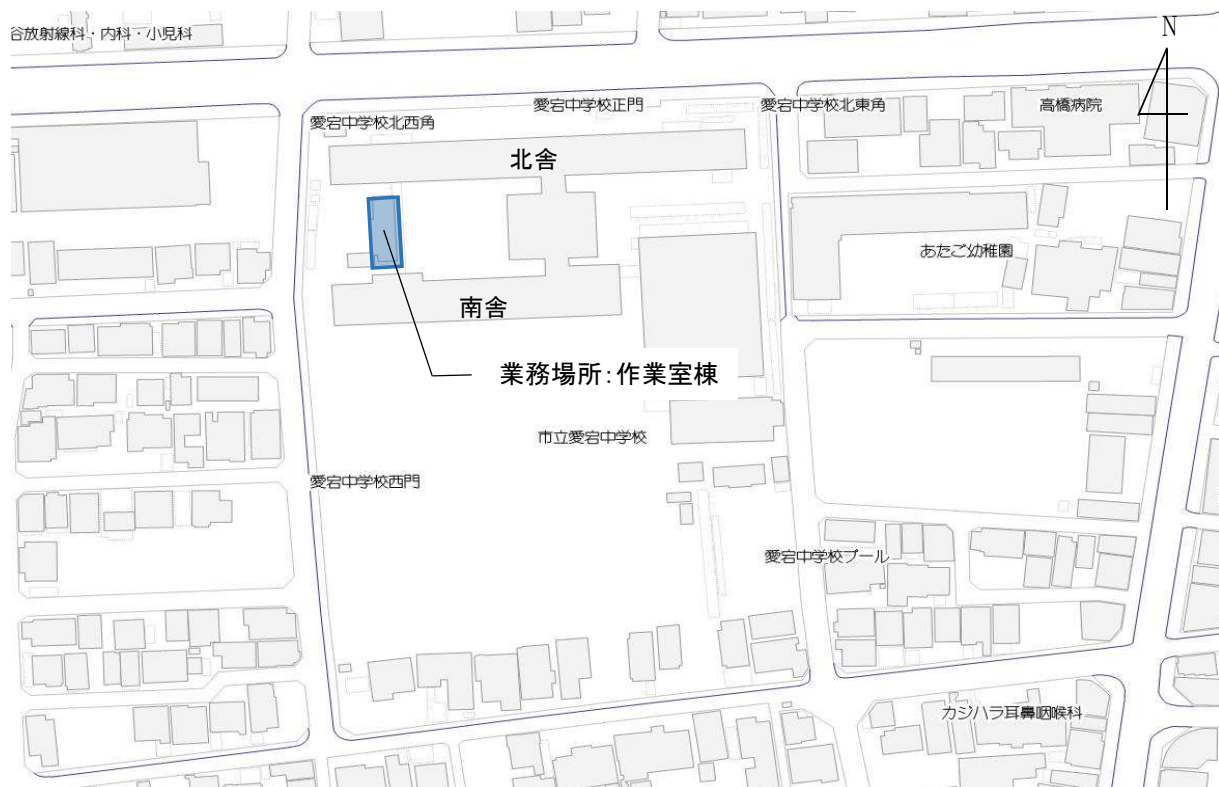 谷放射線科・内科・小児科
N
愛宕中学校正門
愛宕中学校北東角
高橋病院
愛宕中学校北西角
北舎
あたご幼稚園
南舎
業務場所:作業室棟
市立愛宕中学校
愛宕中学校西門
愛宕中学校プール
カジハラ耳鼻咽喉科